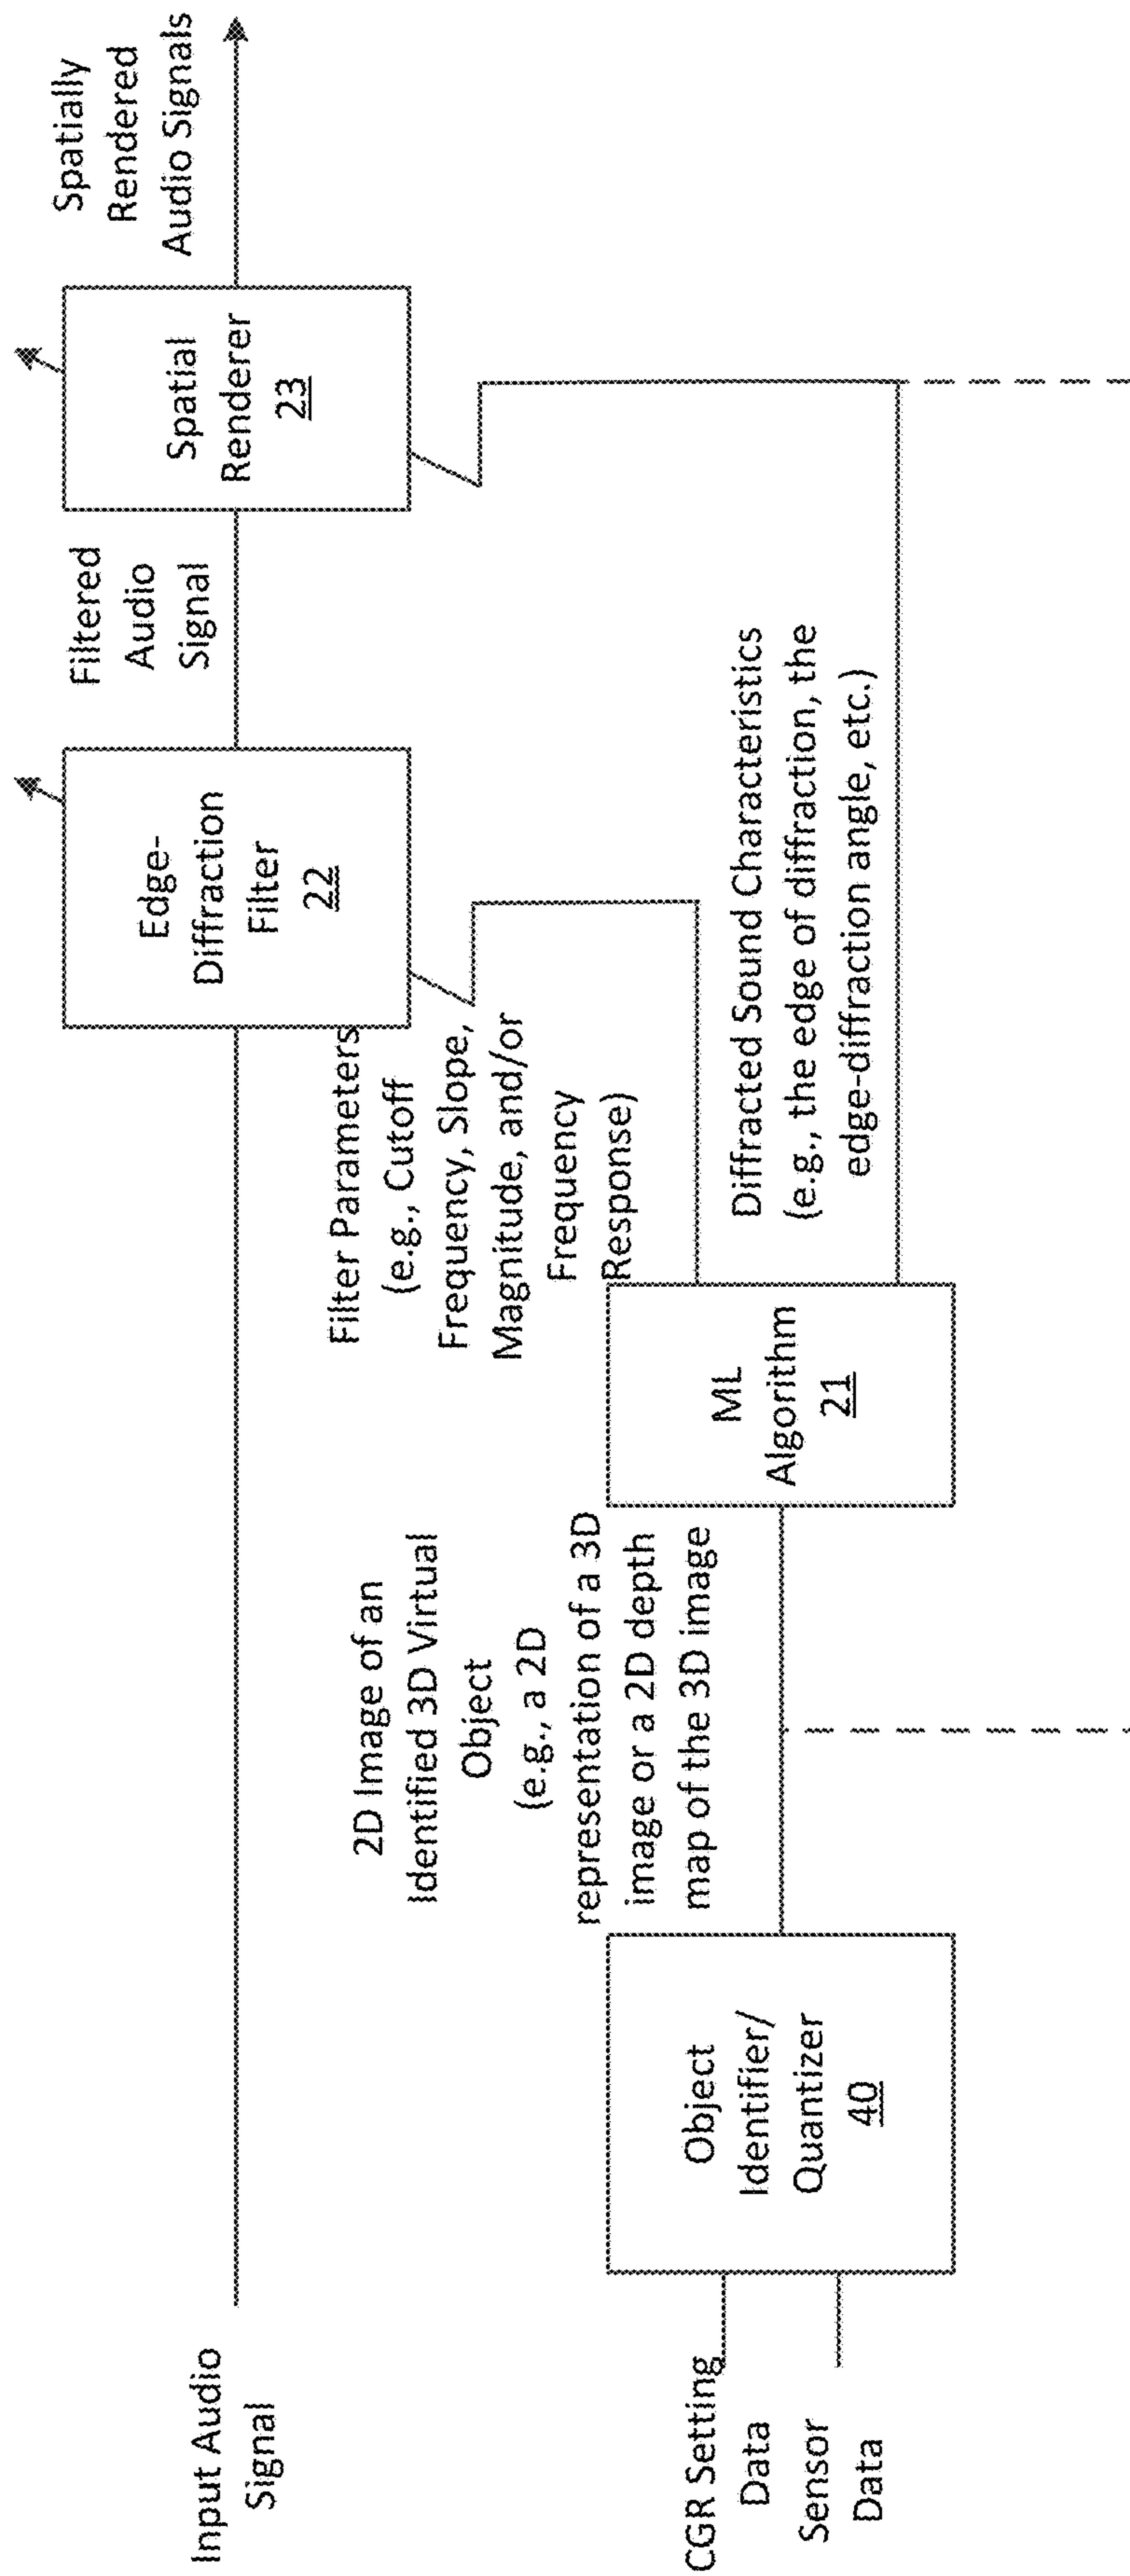 Input Audio
Signal
Edge-
Diffraction
Filter
22
Filtered
Audio
Signal
Spatial
Renderer
23
Spatially
Rendered
Audio Signals
CGR Setting
Data
Sensor
Data
Object
Identifier/
Quantizer
40
2D Image of an
Identified 3D Virtual
Object
(e.g., a 2D
representation of a 3D
image or a 2D depth
map of the 3D image
ML
Algorithm
21
Filter Parameters
(e.g., Cutoff
Frequency, Slope,
Magnitude, and/or
Frequency
Response)
Diffracted Sound Characteristics
(e.g., the edge of diffraction, the
edge-diffraction angle, etc.)